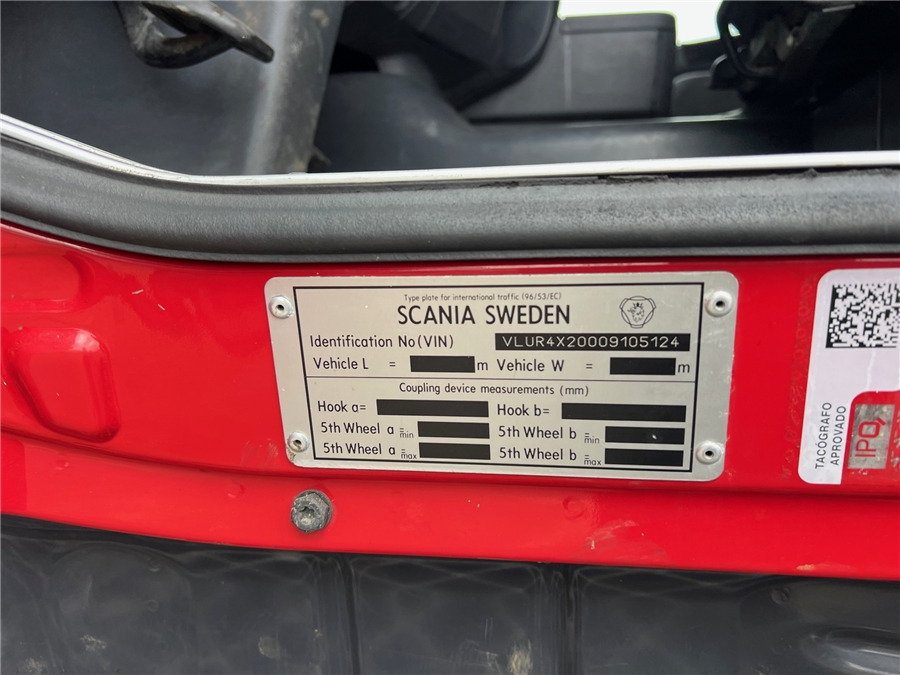 Type plate for international traffic (96/53/EC)
SCANIA SWEDEN
Identification No(VIN) VLUR4X20009105124
Vehicle L = m Vehicle W = m
Coupling device measurements (mm)
Hook a= Hook b=
5th Wheel a = min 5th Wheel b = min
5th Wheel a = max 5th Wheel b = max
TACÓGRAFO
APROVADO
IPQ